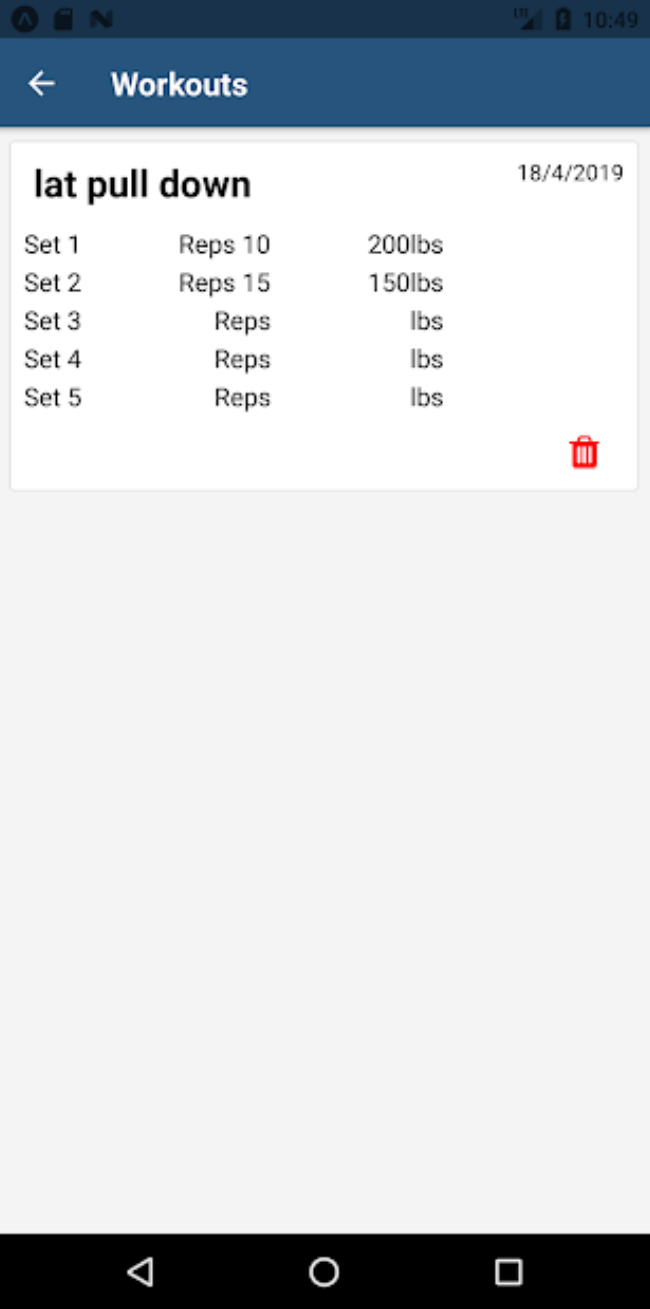 LTE 10:49
Workouts
lat pull down 18/4/2019
Set 1 Reps 10 200lbs
Set 2 Reps 15 150lbs
Set 3 Reps lbs
Set 4 Reps lbs
Set 5 Reps lbs